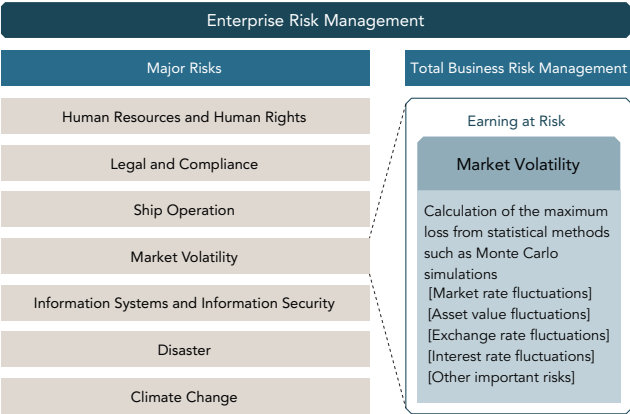 Enterprise Risk Management
Major Risks
Human Resources and Human Rights
Legal and Compliance
Ship Operation
Market Volatility
Information Systems and Information Security
Disaster
Climate Change
Total Business Risk Management
Earning at Risk
Market Volatility
Calculation of the maximum
loss from statistical methods
such as Monte Carlo
simulations
[Market rate fluctuations]
[Asset value fluctuations]
[Exchange rate fluctuations]
[Interest rate fluctuations]
[Other important risks]